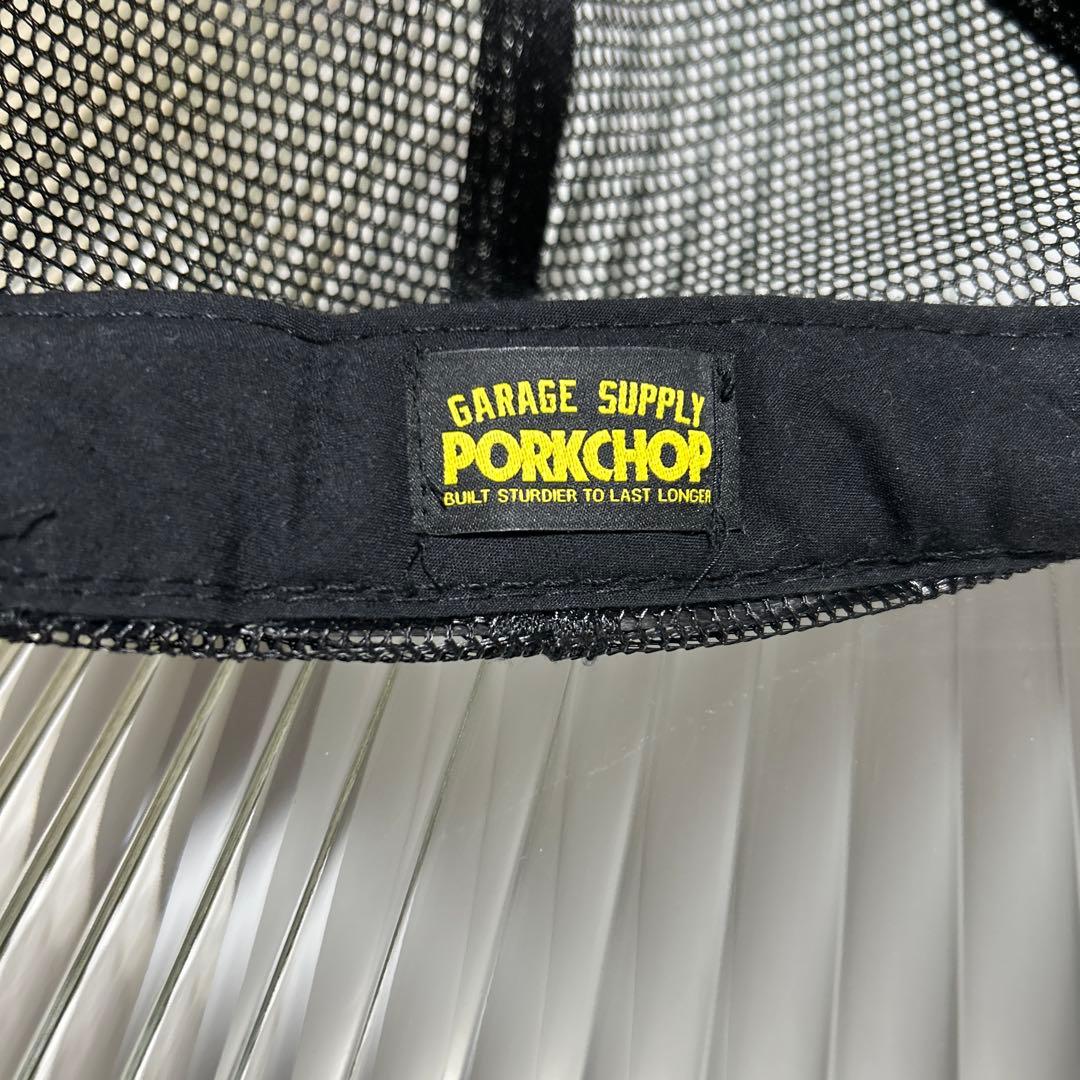 GARAGE SUPPLY
PORKCHOP
BUILT STURDIER TO LAST LONGER